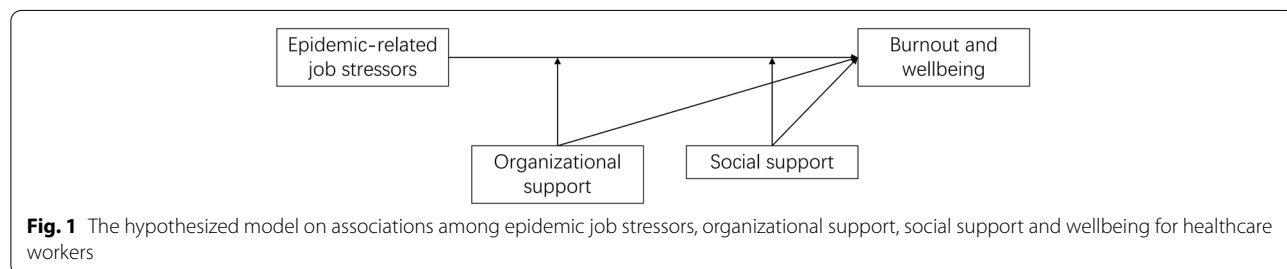 Epidemic-related
job stressors
Burnout and
wellbeing
Organizational
support
Social support
Fig. 1 The hypothesized model on associations among epidemic job stressors, organizational support, social support and wellbeing for healthcare
workers